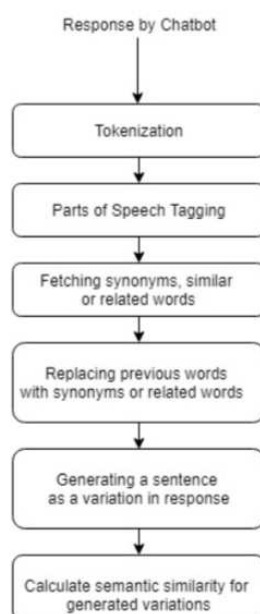 Response by Chatbot
Tokenization
Parts of Speech Tagging
Fetching synonyms, similar
or related words
Replacing previous words
with synonyms or related words
Generating a sentence
as a variation in response
Calculate semantic similarity for
generated variations